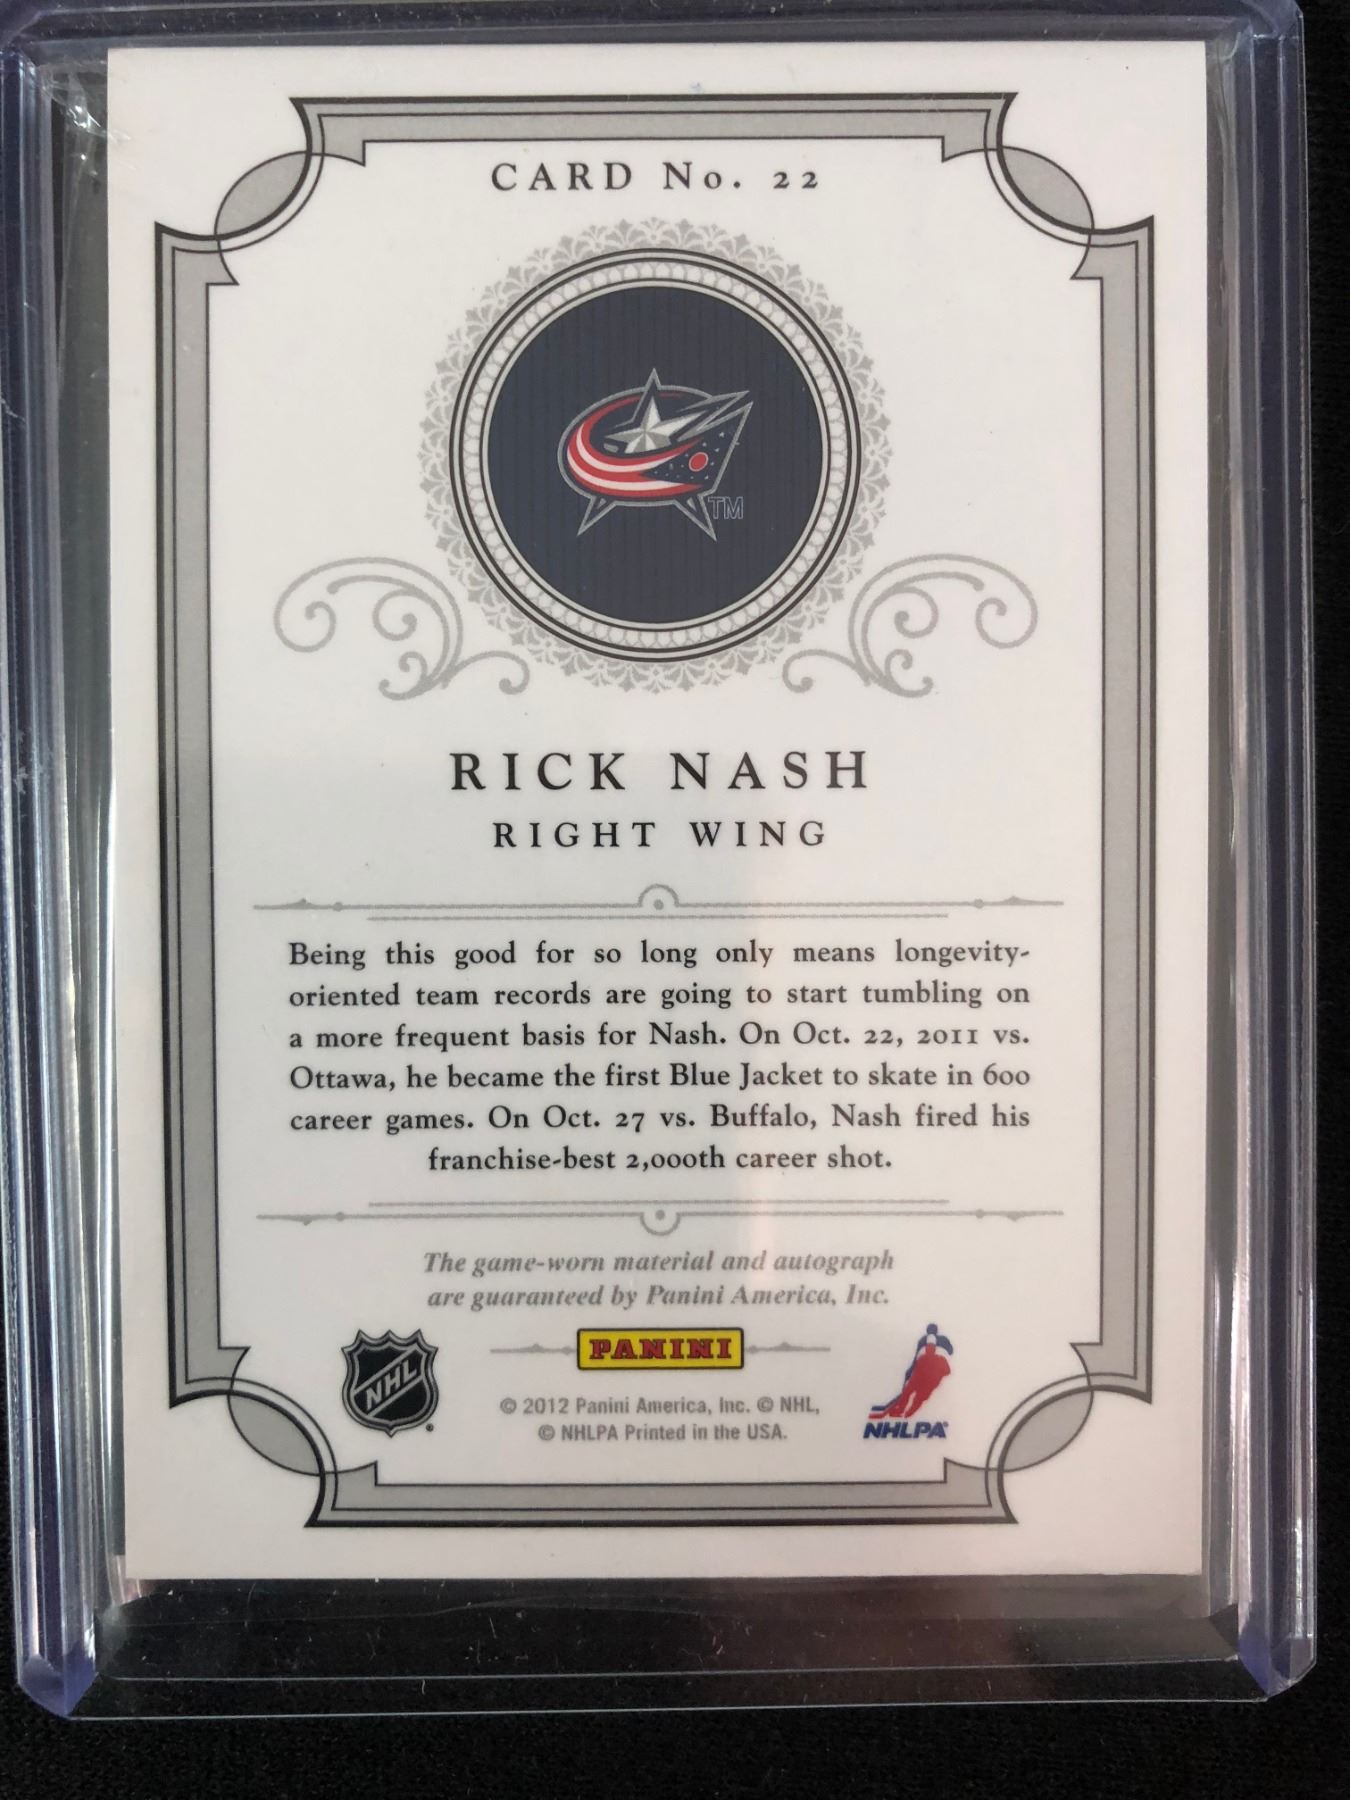 CARD No. 22
TM
RICK NASH
RIGHT WING
Being this good for so long only means longevity-
oriented team records are going to start tumbling on
a more frequent basis for Nash. On Oct. 22, 2011 vs.
Ottawa, he became the first Blue Jacket to skate in 600
career games. On Oct. 27 vs. Buffalo, Nash fired his
franchise-best 2,000th career shot.
The game-worn material and autograph
are guaranteed by Panini America, Inc.
NHL
PANINI
© 2012 Panini America, Inc. © NHL,
© NHLPA Printed in the USA.
NHLPA